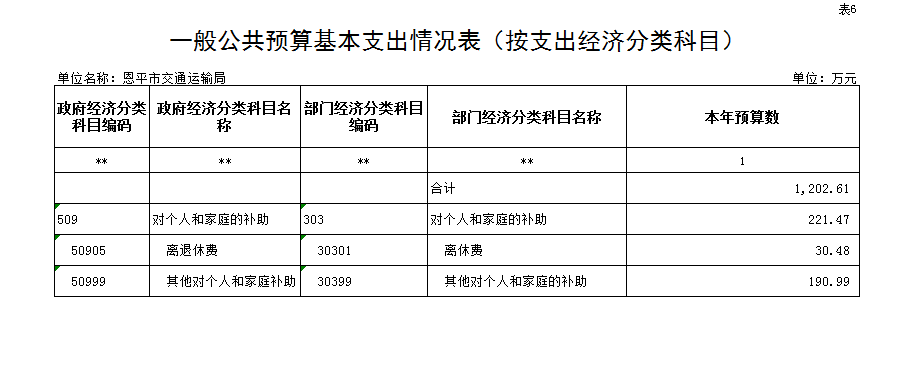 表6
一般公共预算基本支出情况表（按支出经济分类科目）
单位名称：恩平市交通运输局 单位：万元
政府经济分类科目编码 政府经济分类科目名称 部门经济分类科目编码 部门经济分类科目名称 本年预算数
** ** ** ** 1
合计 1,202.61
509 对个人和家庭的补助 303 对个人和家庭的补助 221.47
50905 离退休费 30301 离休费 30.48
50999 其他对个人和家庭补助 30399 其他对个人和家庭的补助 190.99